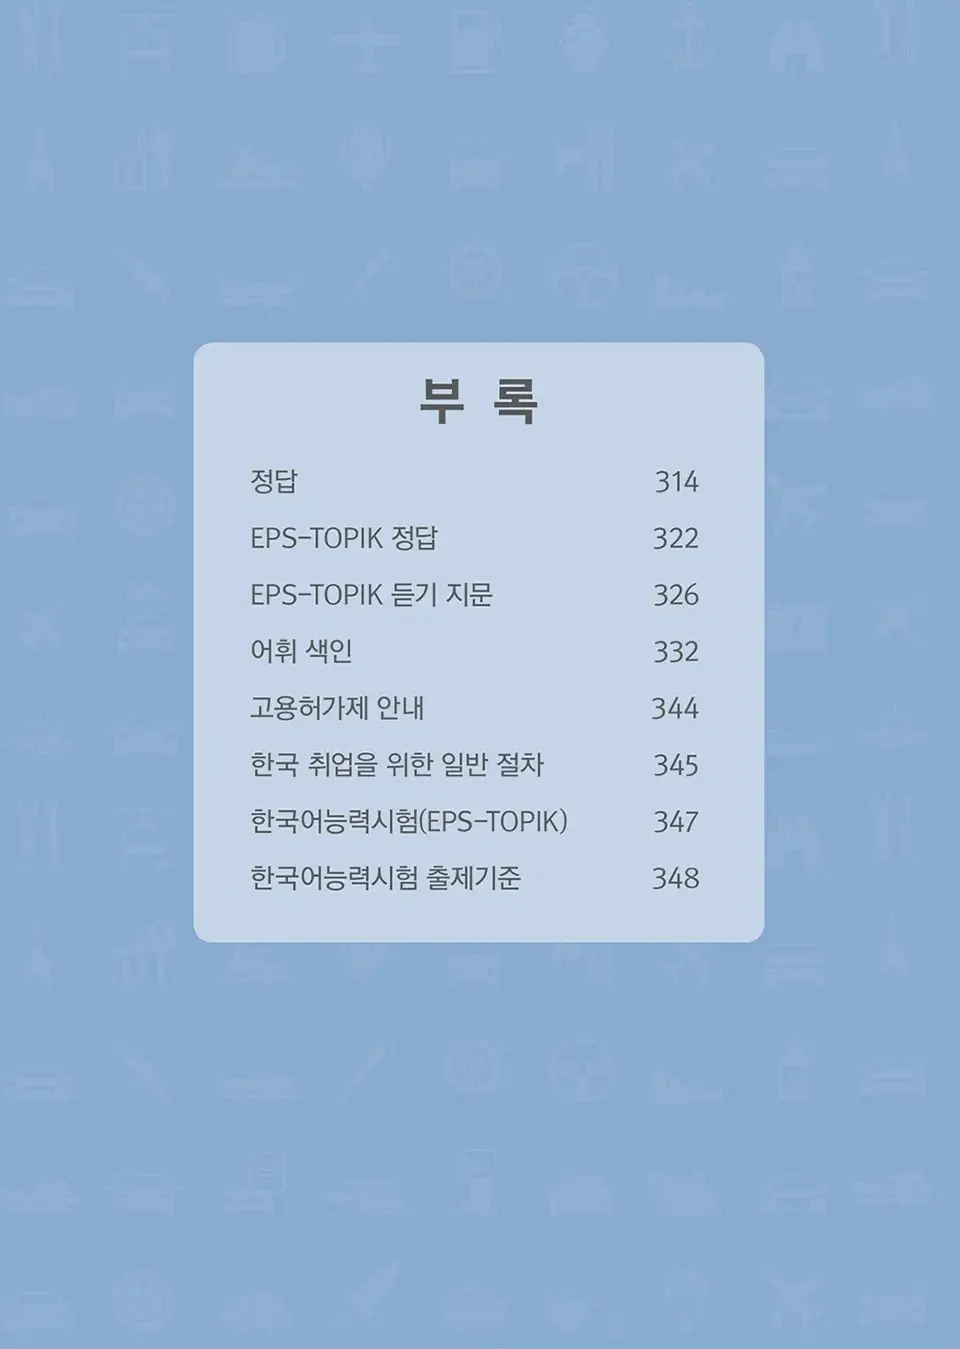 부 록
정답 314
EPS-TOPIK 정답 322
EPS-TOPIK 듣기 지문 326
어휘 색인 332
고용허가제 안내 344
한국 취업을 위한 일반 절차 345
한국어능력시험(EPS-TOPIK) 347
한국어능력시험 출제기준 348